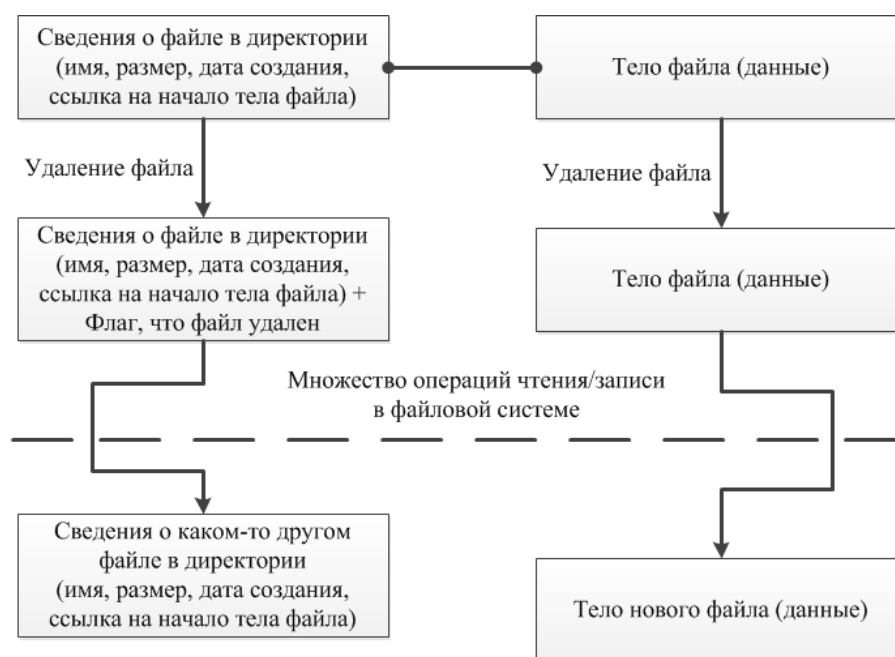 Сведения о файле в директории
(имя, размер, дата создания,
ссылка на начало тела файла)
Тело файла (данные)
Удаление файла
Удаление файла
Сведения о файле в директории
(имя, размер, дата создания,
ссылка на начало тела файла) +
Флаг, что файл удален
Тело файла (данные)
Множество операций чтения/записи
в файловой системе
Сведения о каком-то другом
файле в директории
(имя, размер, дата создания,
ссылка на начало тела файла)
Тело нового файла (данные)